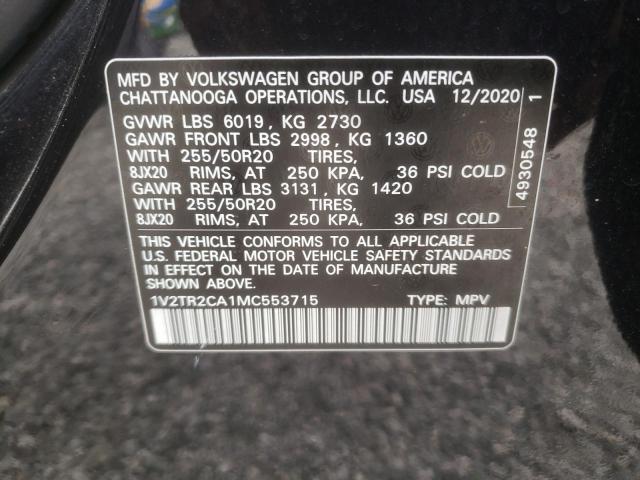 MFD BY VOLKSWAGEN GROUP OF AMERICA
CHATTANOOGA OPERATIONS, LLC. USA 12/2020
GVWR LBS 6019, KG 2730
GAWR FRONT LBS 2998, KG 1360
WITH 255/50R20 TIRES,
8JX20 RIMS, AT 250 KPA, 36 PSI COLD
GAWR REAR LBS 3131, KG 1420
WITH 255/50R20 TIRES,
8JX20 RIMS, AT 250 KPA, 36 PSI COLD
THIS VEHICLE CONFORMS TO ALL APPLICABLE
U.S. FEDERAL MOTOR VEHICLE SAFETY STANDARDS
IN EFFECT ON THE DATE OF MANUFACTURE
SHOWN ABOVE.
1V2TR2CA1MC553715 TYPE: MPV
4930548 1